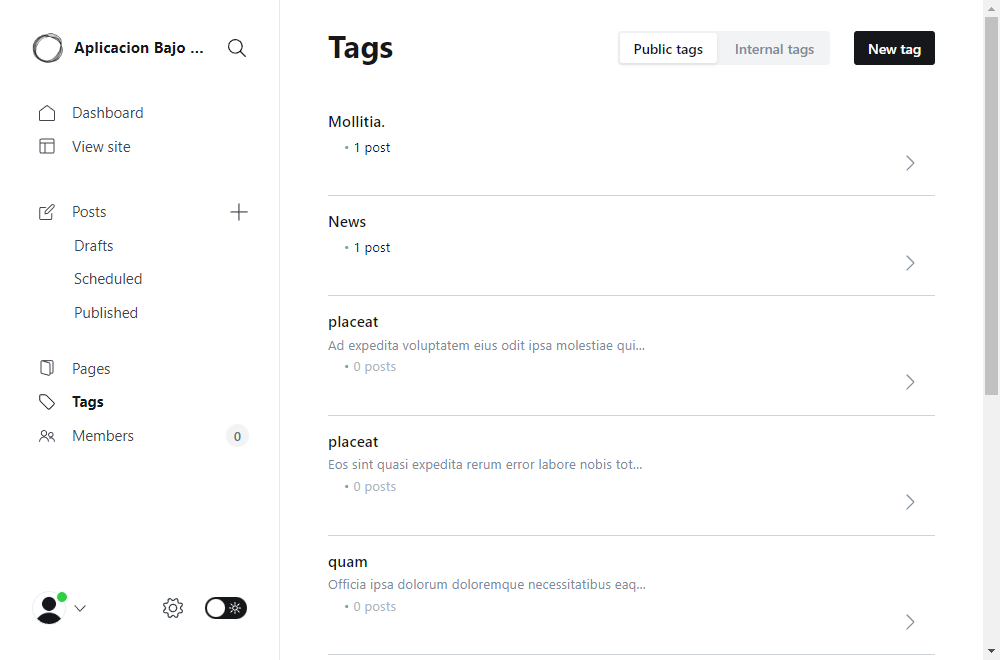 Aplicacion Bajo ...
Dashboard
View site
Posts
Drafts
Scheduled
Published
Pages
Tags
Members
0
Tags
Public tags
Internal tags
New tag
Mollitia.
• 1 post
News
• 1 post
placeat
Ad expedita voluptatem eius odit ipsa molestiae qui...
• 0 posts
placeat
Eos sint quasi expedita rerum error labore nobis tot...
• 0 posts
quam
Officia ipsa dolorum doloremque necessitatibus eaq...
• 0 posts